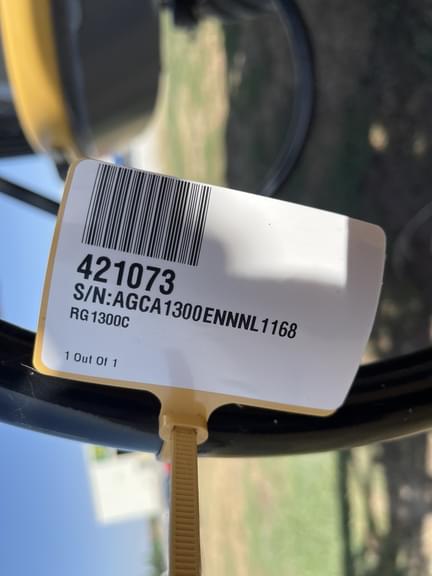 421073
S/N:AGCA1300ENNNL1168
RG1300C
1 Out Of 1